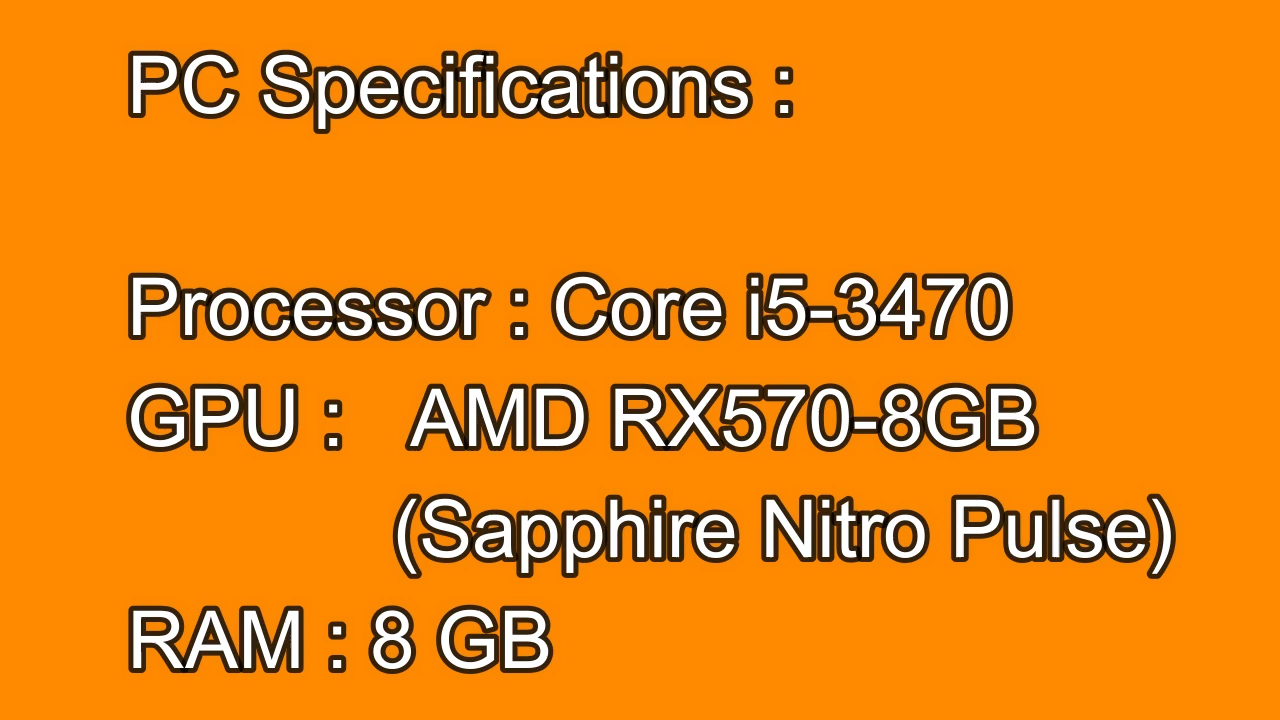 PC Specifications :
Processor : Core i5-3470
GPU : AMD RX570-8GB
(Sapphire Nitro Pulse)
RAM : 8 GB